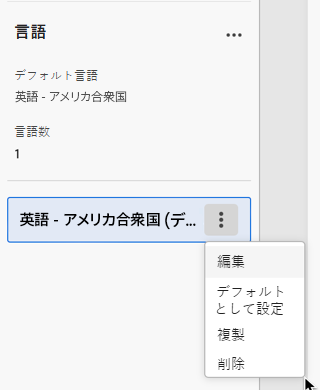 言語
デフォルト言語
英語 - アメリカ合衆国
言語数
1
英語 - アメリカ合衆国 (デ...
編集
デフォルト
として設定
複製
削除